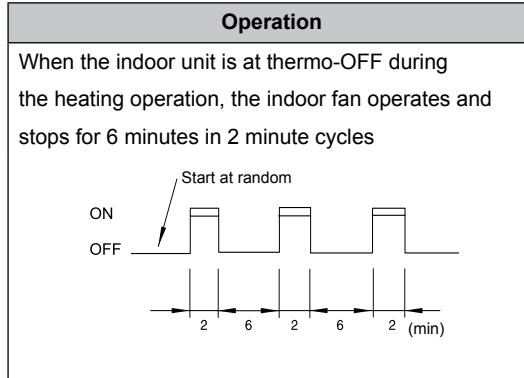 Operation
When the indoor unit is at thermo-OFF during
the heating operation, the indoor fan operates and
stops for 6 minutes in 2 minute cycles
Start at random
ON
OFF
2 6 2 6 2 (min)